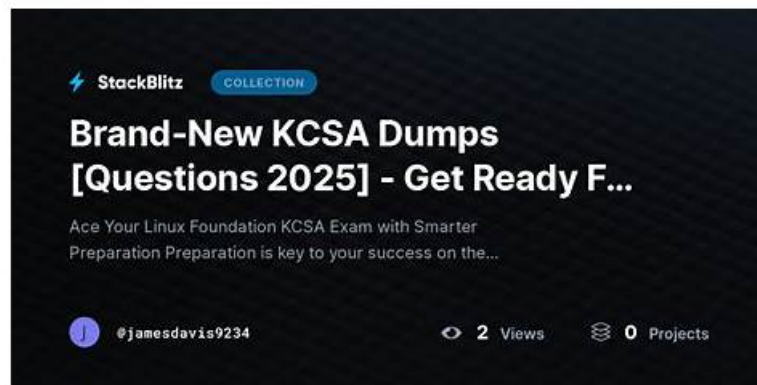 StackBlitz COLLECTION
Brand-New KCSA Dumps
[Questions 2025] - Get Ready F...
Ace Your Linux Foundation KCSA Exam with Smarter
Preparation Preparation is key to your success on the...
J @jamesdavis9234 2 Views 0 Projects